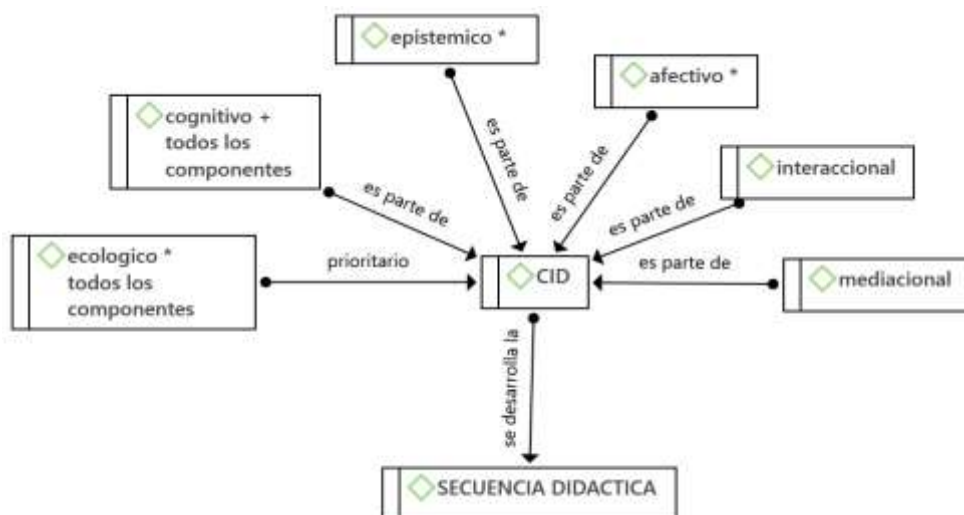 epistemico *
afectivo *
cognitivo +
todos los
componentes
es parte de
es parte de
interaccional
es parte de
es parte de
ecologico *
todos los
componentes
prioritario
CID
es parte de
mediacional
se desarrolla la
SECUENCIA DIDACTICA